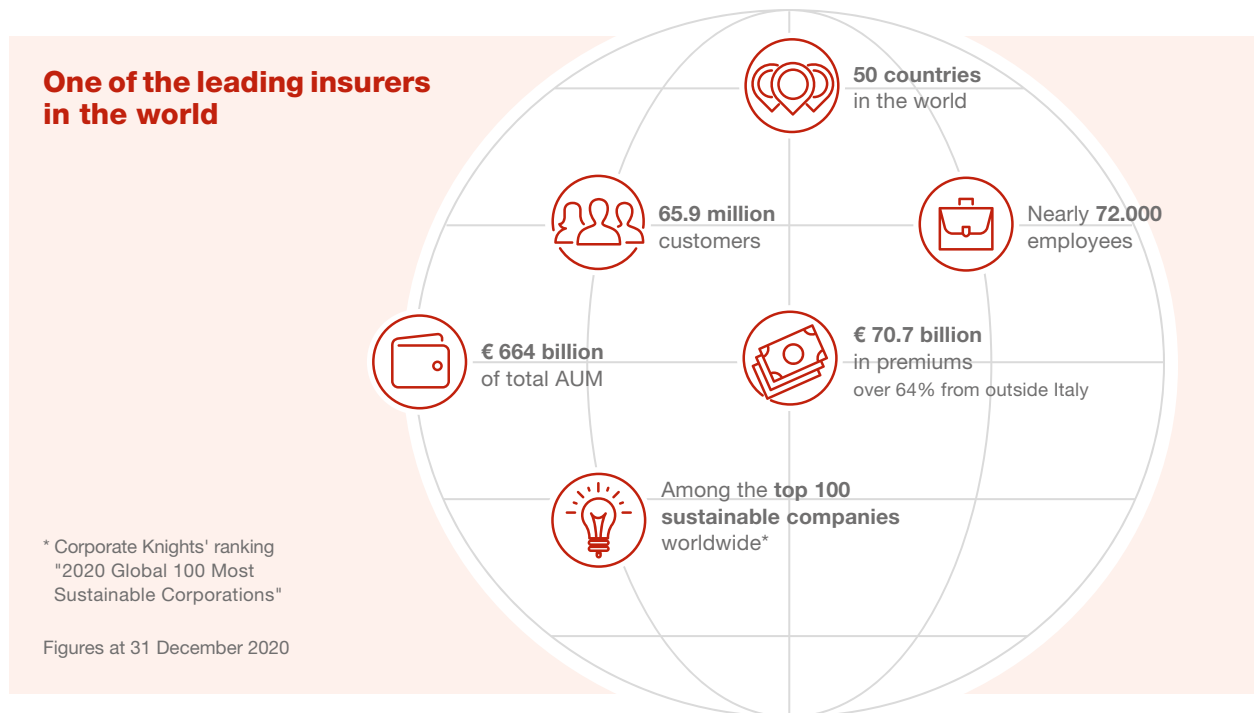 One of the leading insurers
in the world
50 countries
in the world
65.9 million
customers
Nearly 72.000
employees
€ 664 billion
of total AUM
€ 70.7 billion
in premiums
over 64% from outside Italy
Among the top 100
sustainable companies
worldwide*
* Corporate Knights' ranking
"2020 Global 100 Most
Sustainable Corporations"
Figures at 31 December 2020